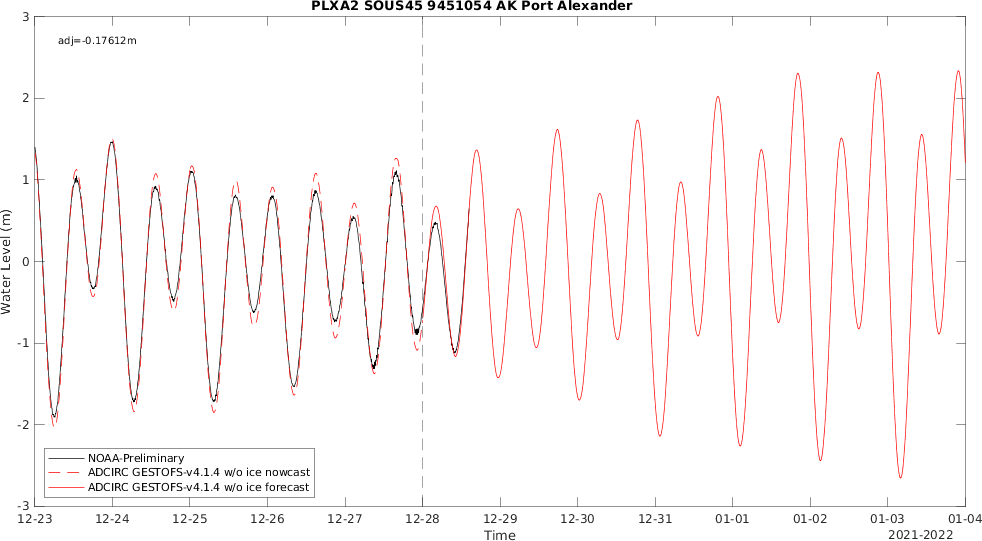 PLXA2 SOUS45 9451054 AK Port Alexander
adj=-0.17612m
3
2
1
0
-1
-2
-3
Water Level (m)
NOAA-Preliminary
ADCIRC GESTOFS-v4.1.4 w/o ice nowcast
ADCIRC GESTOFS-v4.1.4 w/o ice forecast
12-23 12-24 12-25 12-26 12-27 12-28 12-29 12-30 12-31 01-01 01-02 01-03 01-04
Time
2021-2022